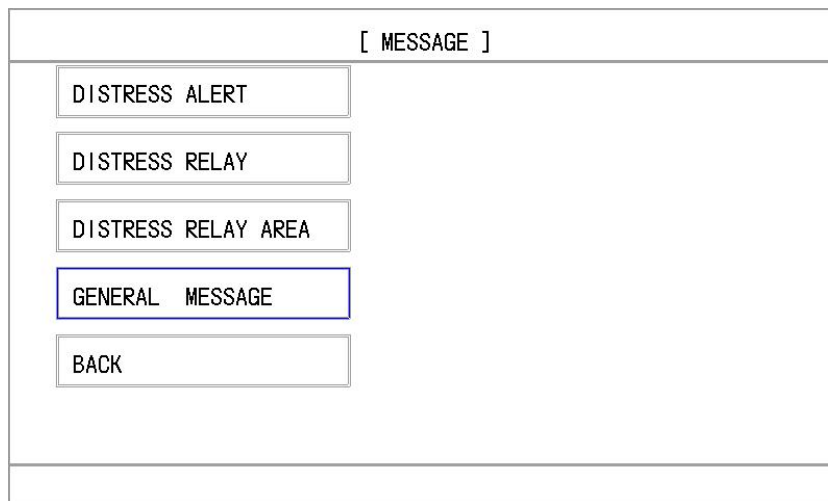 [ MESSAGE ]
DISTRESS ALERT
DISTRESS RELAY
DISTRESS RELAY AREA
GENERAL  MESSAGE
BACK